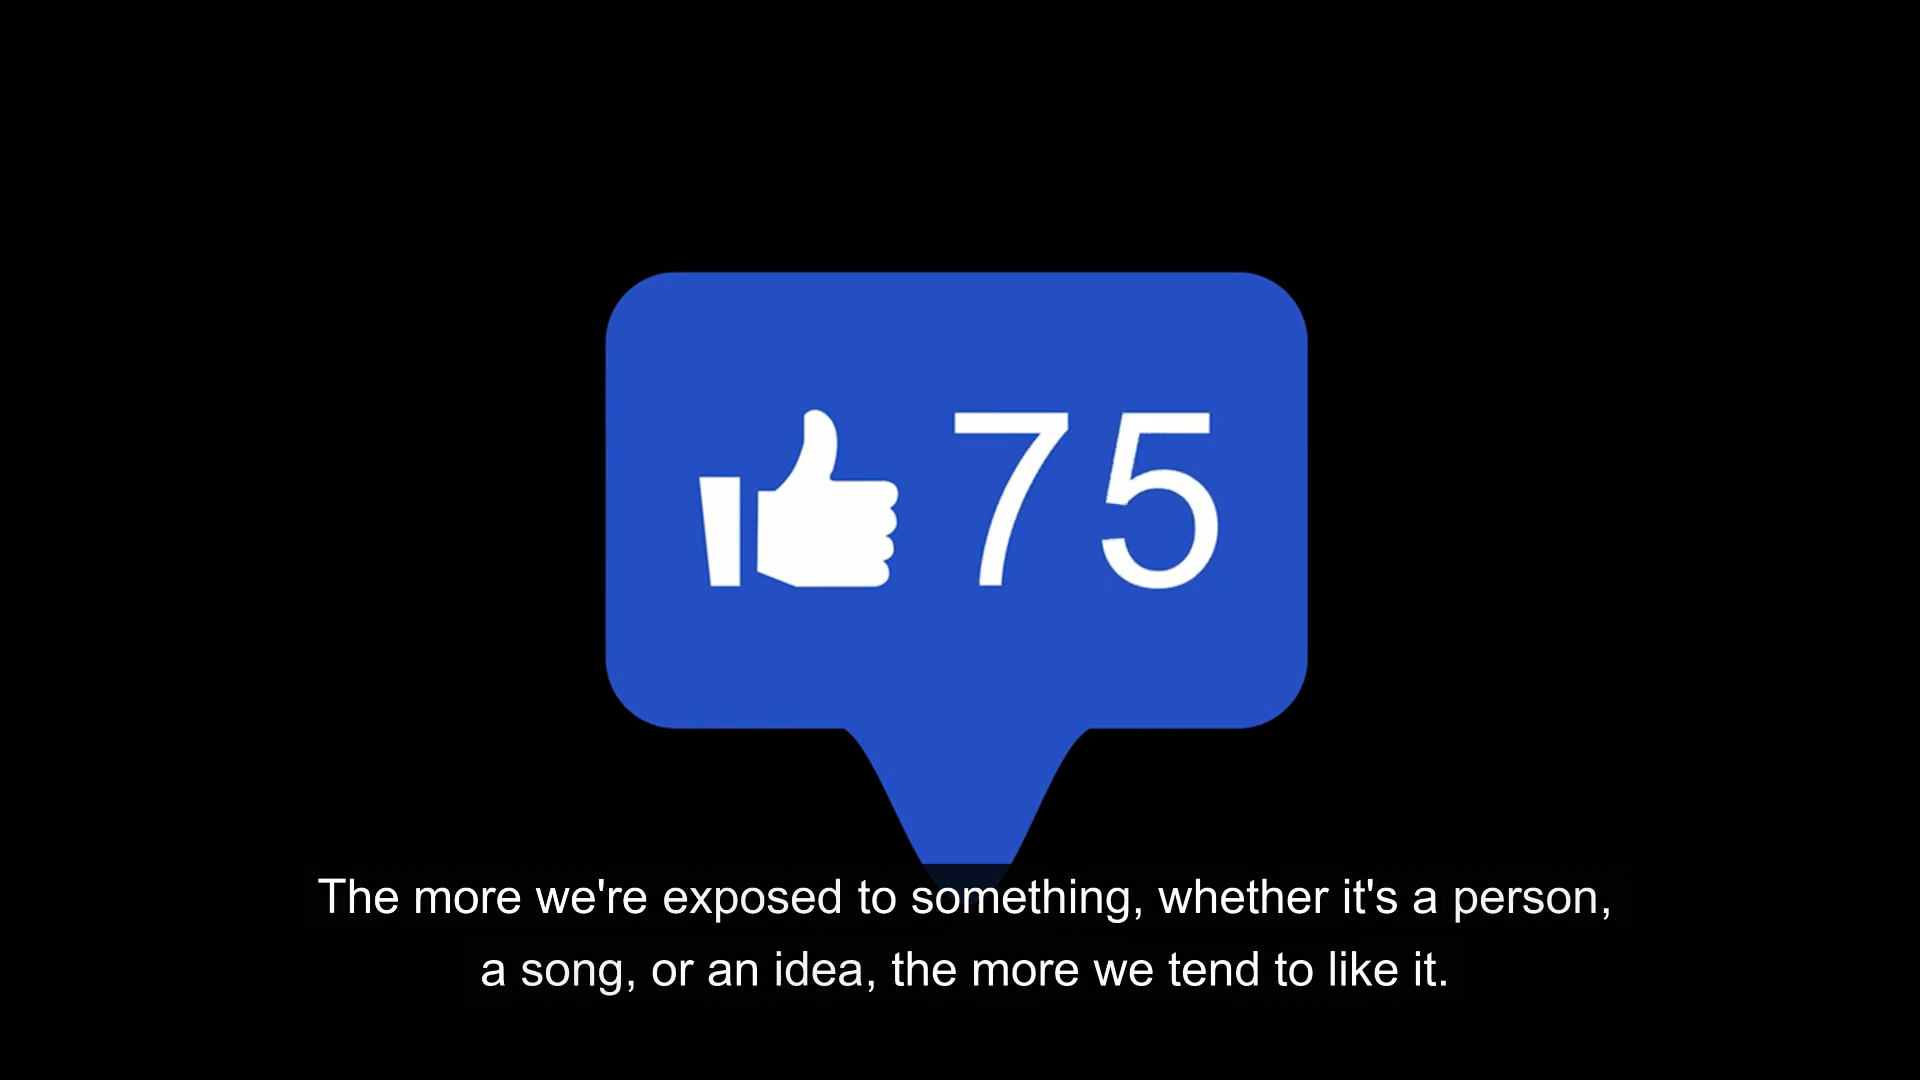 75
The more we're exposed to something, whether it's a person,
a song, or an idea, the more we tend to like it.